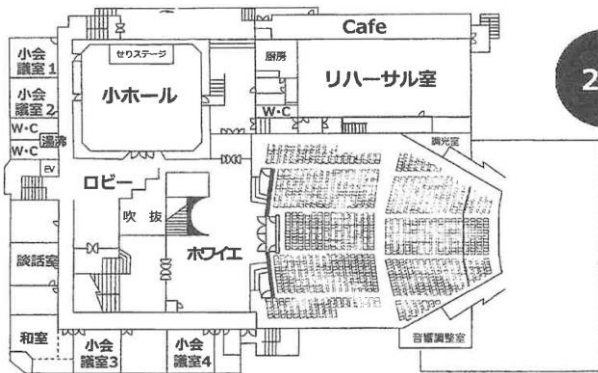 Cafe
小会
議室1
せりステージ
厨房
リハーサル室
2
小会
議室2
小ホール
W・C
W・C
湯沸
W・C
調光室
EV
ロビー
吹抜
ホワイエ
談話室
和室
小会
議室3
小会
議室4
音響調整室